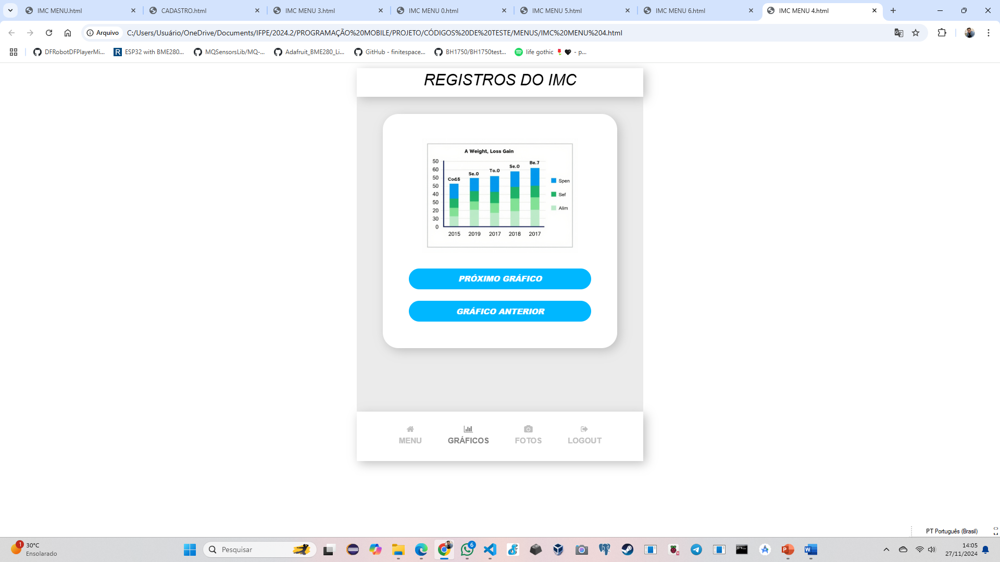 IMC MENU.html
CADASTRO.html
IMC MENU 3.html
IMC MENU 0.html
IMC MENU 5.html
IMC MENU 6.html
IMC MENU 4.html
Arquivo
C:/Users/Usuário/OneDrive/Documents/IFPE/2024.2/PROGRAMAÇÃO%20MOBILE/PROJETO/CÓDIGOS%20DE%20TESTE/MENUS/IMC%20MENU%204.html
DFRobotDFPlayerMi...
ESP32 with BME280...
MQSensorsLib/MQ-...
Adafruit_BME280_Li...
GitHub - finitespace...
BH1750/BH1750test...
life gothic 🌹🖤 - p...
REGISTROS DO IMC
A Weight, Loss Gain
50
60
50
50
40
50
20
30
0
Cod.5
Se.0
To.0
Se.0
Be.7
2015
2019
2017
2018
2017
Spen
Sef
Alim
PRÓXIMO GRÁFICO
GRÁFICO ANTERIOR
MENU
GRÁFICOS
FOTOS
LOGOUT
PT Português (Brasil)
1
30°C
Ensolarado
Pesquisar
6
14:05
27/11/2024